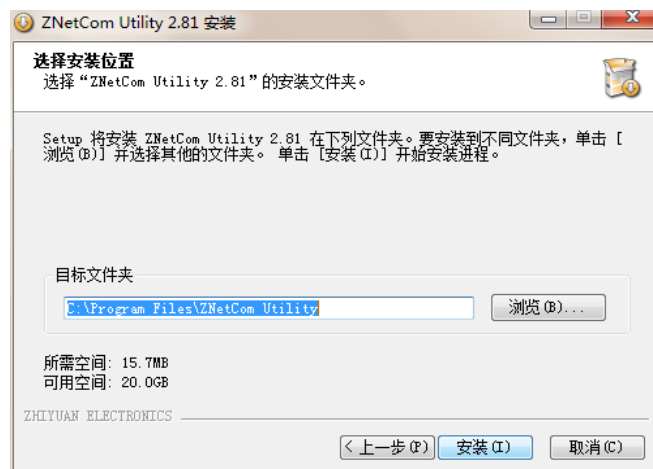 ZNetCom Utility 2.81 安装
选择安装位置
选择“ZNetCom Utility 2.81”的安装文件夹。
Setup 将安装 ZNetCom Utility 2.81 在下列文件夹。要安装到不同文件夹，单击 [
浏览(B)] 并选择其他的文件夹。 单击 [安装(I)] 开始安装进程。
目标文件夹
C:\Program Files\ZNetCom Utility
浏览(B)...
所需空间: 15.7MB
可用空间: 20.0GB
ZHIYUAN ELECTRONICS
< 上一步(P) 安装(I) 取消(C)